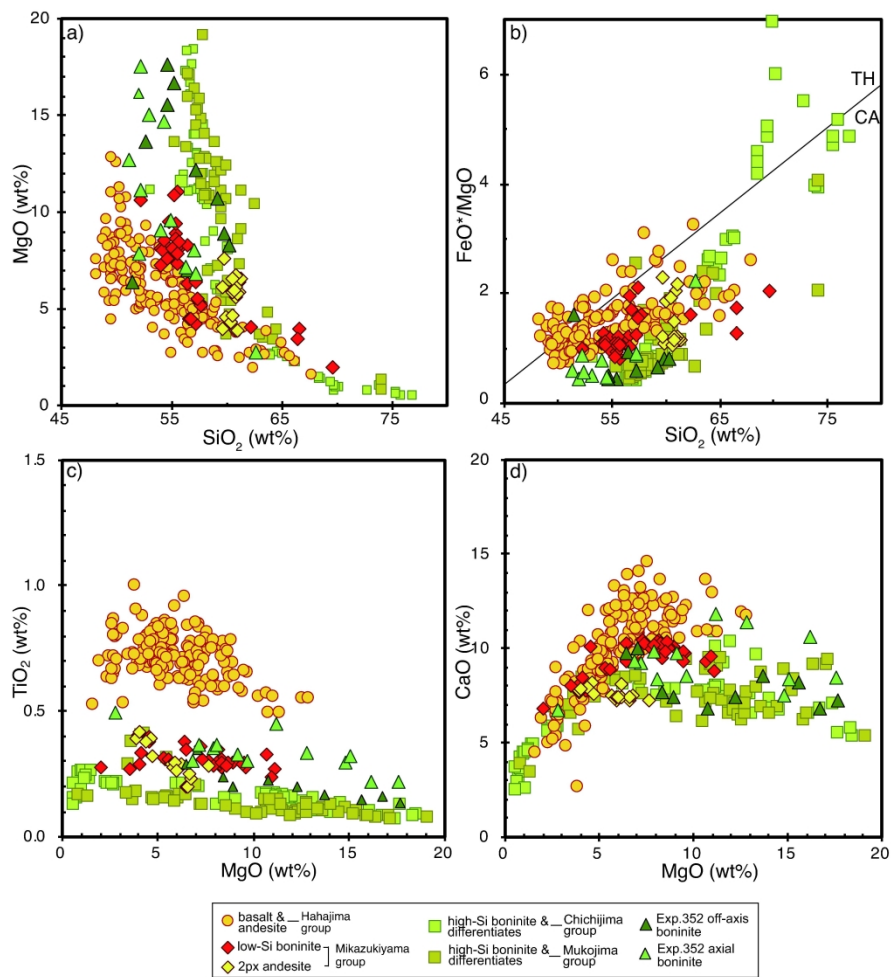 a)
20
15
10
5
0
MgO (wt%)
45 55 65 75
SiO2 (wt%)
b)
6
4
2
0
FeO*/MgO
TH
CA
45 55 65 75
SiO2 (wt%)
c)
1.5
1.0
0.5
0.0
TiO2 (wt%)
0 5 10 15 20
MgO (wt%)
d)
20
15
10
5
0
CaO (wt%)
0 5 10 15 20
MgO (wt%)
basalt & andesite — Hahajima group
low-Si boninite
2px andesite
Mikazukiyama group
high-Si boninite & differentiates — Chichijima group
high-Si boninite & differentiates — Mukojima group
Exp.352 off-axis boninite
Exp.352 axial boninite